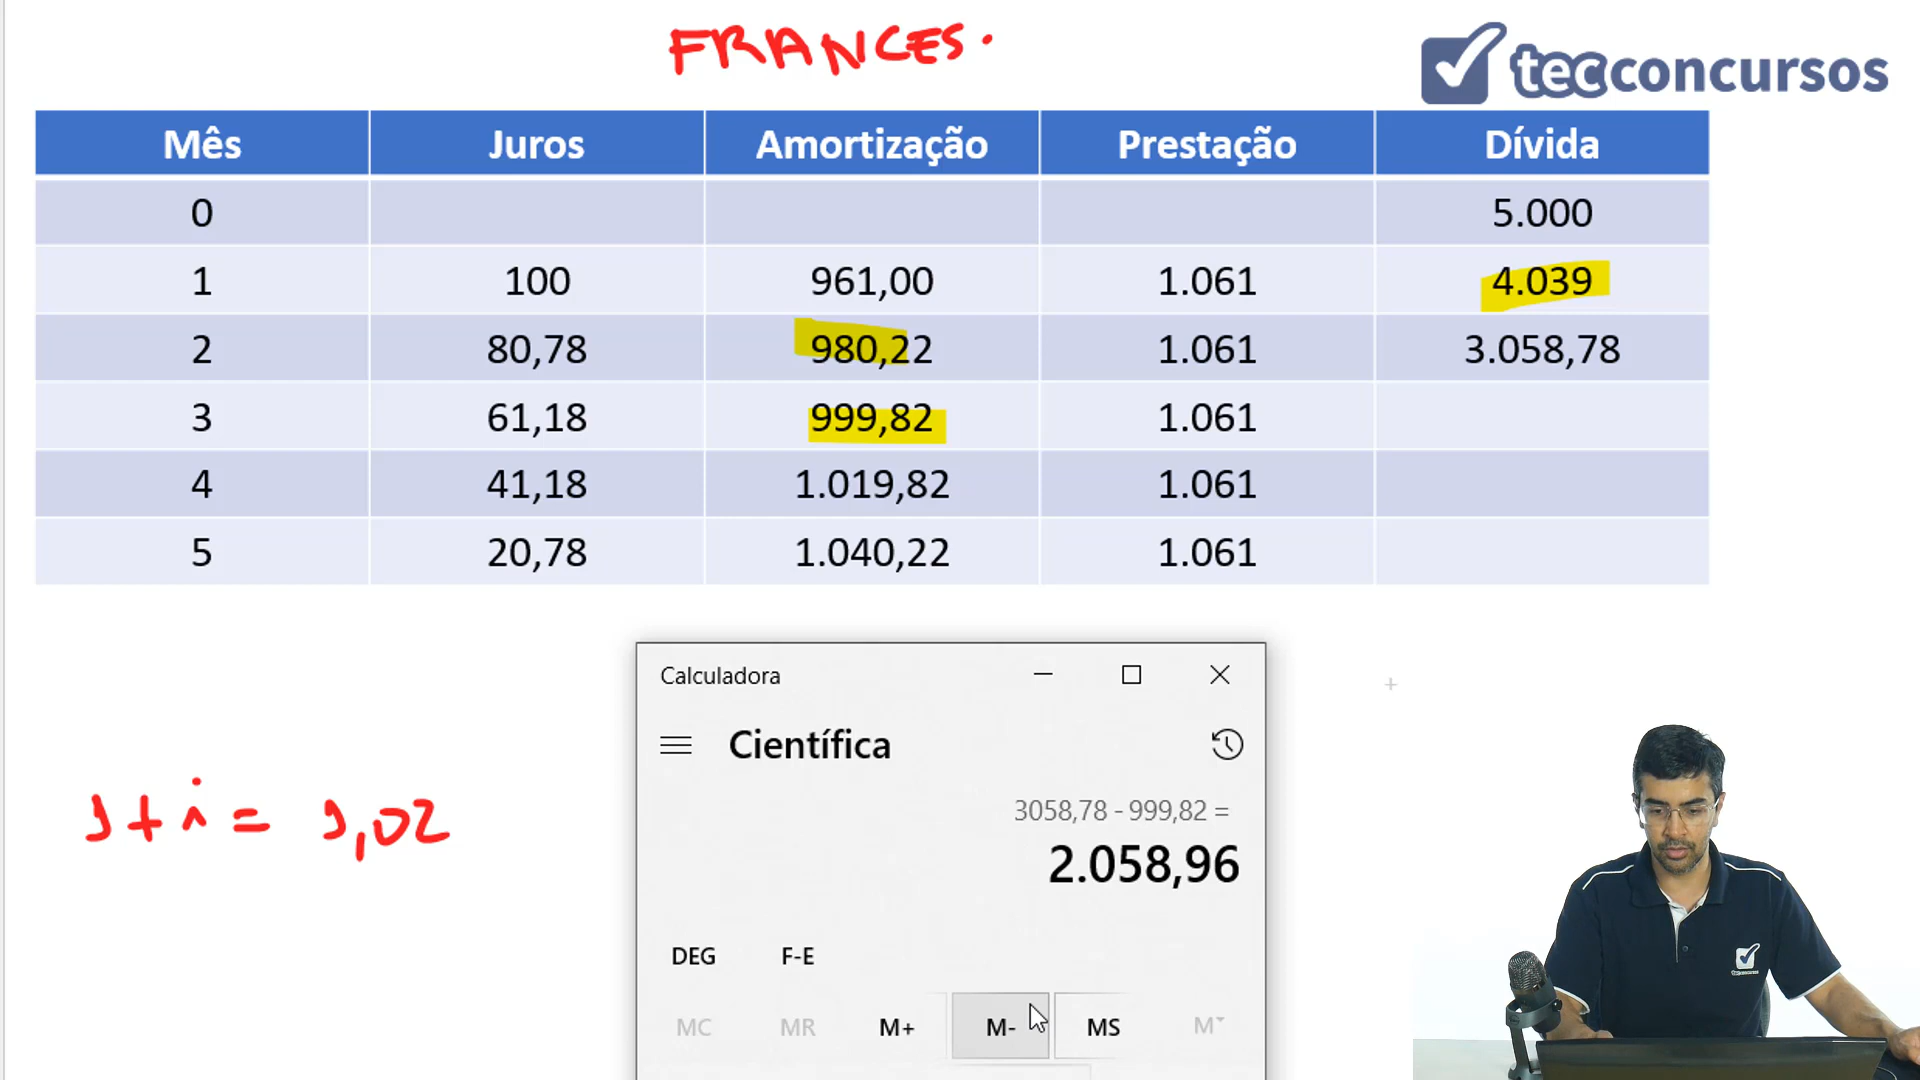 FRANCES.
tecconcursos
Mês Juros Amortização Prestação Dívida
0 5.000
1 100 961,00 1.061 4.039
2 80,78 980,22 1.061 3.058,78
3 61,18 999,82 1.061
4 41,18 1.019,82 1.061
5 20,78 1.040,22 1.061
Calculadora
Científica
3058,78 - 999,82 =
1+i= 1,02
2.058,96
DEG F-E
MC MR M+ M- MS M